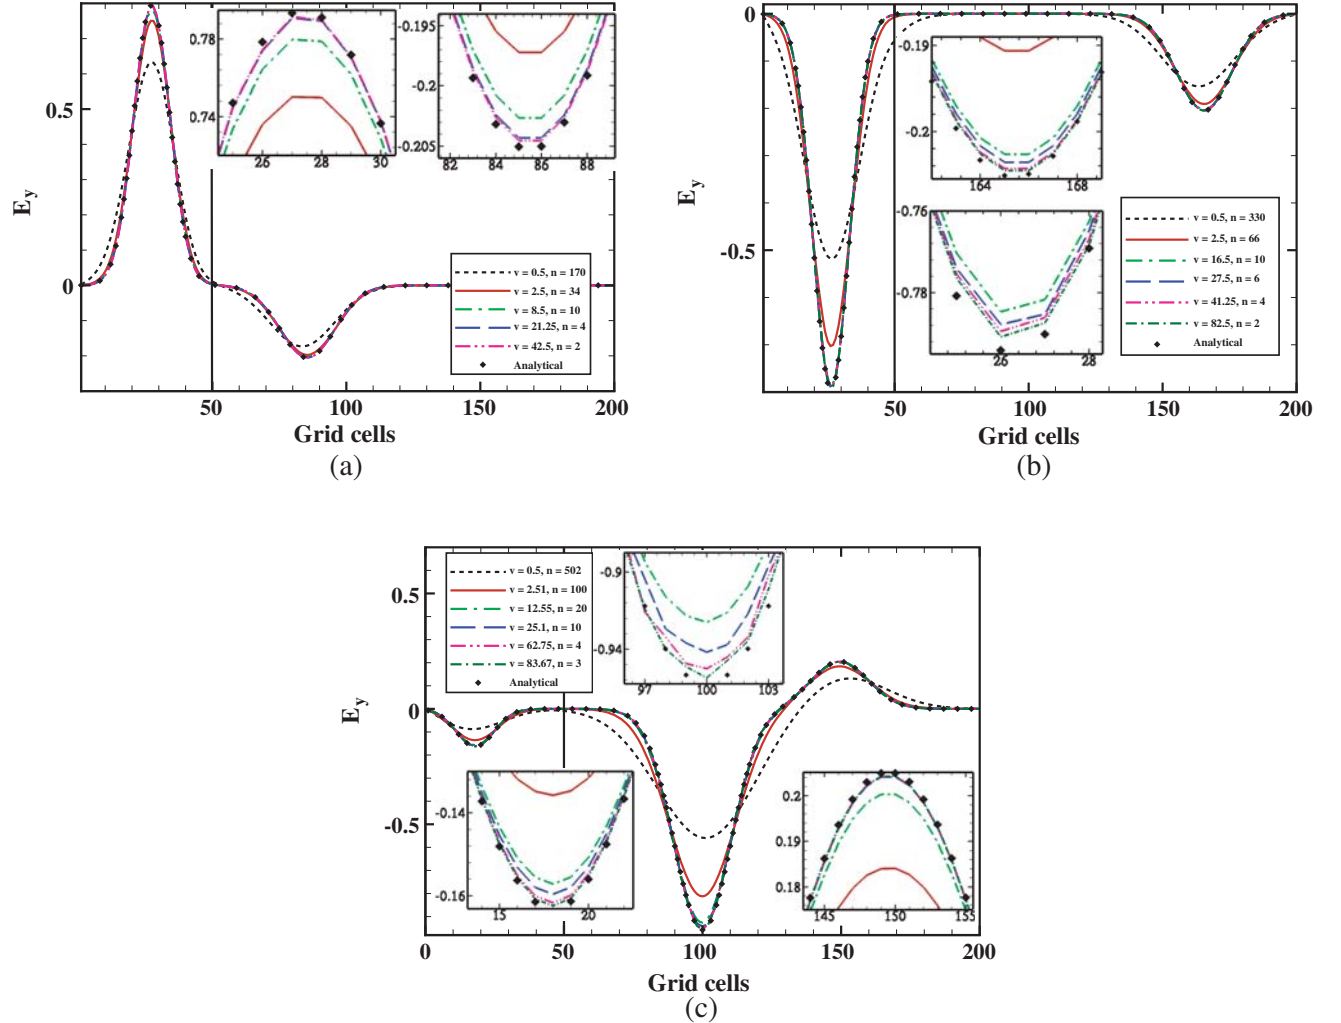 0.5
0
E_y
0.78
0.74
26 28 30
-0.195
-0.2
-0.205
82 84 86 88
v = 0.5, n = 170
v = 2.5, n = 34
v = 8.5, n = 10
v = 21.25, n = 4
v = 42.5, n = 2
Analytical
50 100 150 200
Grid cells
(a)
0
-0.5
E_y
-0.19
-0.2
164 168
-0.76
-0.78
26 28
v = 0.5, n = 330
v = 2.5, n = 66
v = 16.5, n = 10
v = 27.5, n = 6
v = 41.25, n = 4
v = 82.5, n = 2
Analytical
50 100 150 200
Grid cells
(b)
0.5
0
-0.5
E_y
v = 0.5, n = 502
v = 2.51, n = 100
v = 12.55, n = 20
v = 25.1, n = 10
v = 62.75, n = 4
v = 83.67, n = 3
Analytical
-0.9
-0.94
97 100 103
-0.14
-0.16
15 20
0.2
0.19
0.18
145 150 155
0 50 100 150 200
Grid cells
(c)